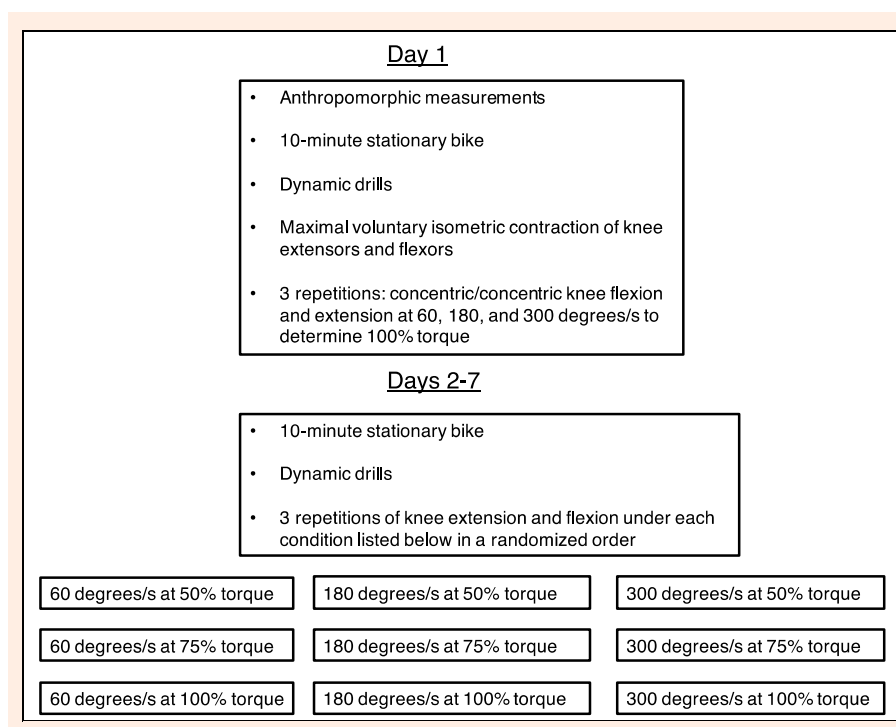 Day 1
• Anthropomorphic measurements
• 10-minute stationary bike
• Dynamic drills
• Maximal voluntary isometric contraction of knee
extensors and flexors
• 3 repetitions: concentric/concentric knee flexion
and extension at 60, 180, and 300 degrees/s to
determine 100% torque
Days 2-7
• 10-minute stationary bike
• Dynamic drills
• 3 repetitions of knee extension and flexion under each
condition listed below in a randomized order
60 degrees/s at 50% torque
180 degrees/s at 50% torque
300 degrees/s at 50% torque
60 degrees/s at 75% torque
180 degrees/s at 75% torque
300 degrees/s at 75% torque
60 degrees/s at 100% torque
180 degrees/s at 100% torque
300 degrees/s at 100% torque